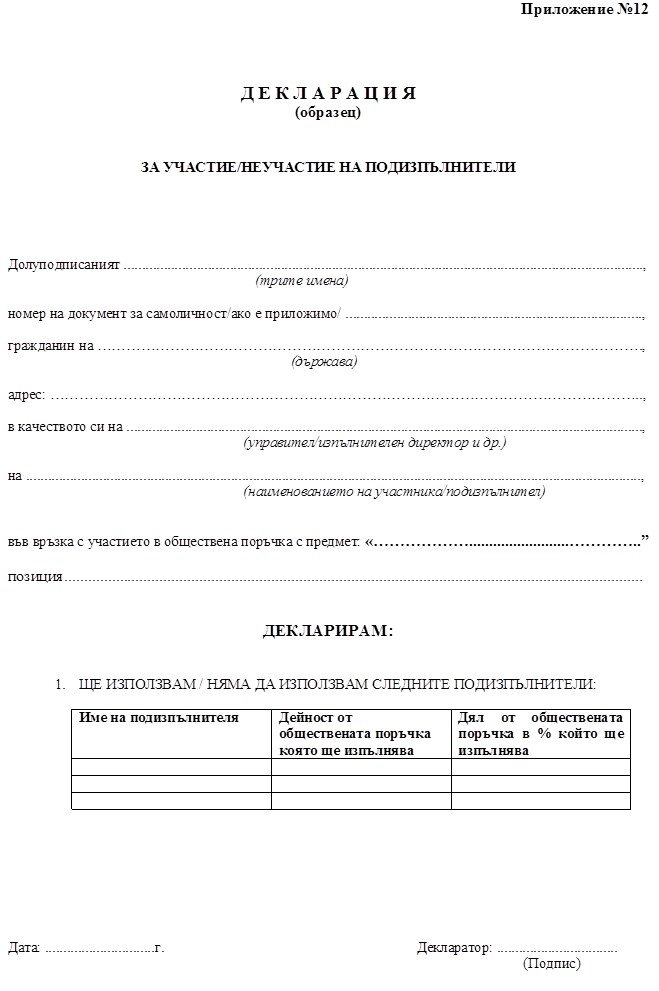 Приложение №12
Д Е К Л А Р А Ц И Я
(образец)
ЗА УЧАСТИЕ/НЕУЧАСТИЕ НА ПОДИЗПЪЛНИТЕЛИ
Долуподписаният ...............................................................................................................................,
(трите имена)
номер на документ за самоличност/ако е приложимо/ .........................................................................,
гражданин на …………………………………………………………………………………………,
(държава)
адрес: …………………………………………………………………………………………………..,
в качеството си на ...............................................................................................................................,
(управител/изпълнителен директор и др.)
на .......................................................................................................................................................,
(наименованието на участника/подизпълнител)
във връзка с участието в обществена поръчка с предмет: «………………..........................…………..”
позиция…………..................................................................................................................................
ДЕКЛАРИРАМ:
1. ЩЕ ИЗПОЛЗВАМ / НЯМА ДА ИЗПОЛЗВАМ СЛЕДНИТЕ ПОДИЗПЪЛНИТЕЛИ:
Име на подизпълнителя
Дейност от обществената поръчка която ще изпълнява
Дял от обществената поръчка в % който ще изпълнява
Дата: ...............................г. Декларатор: .................................
(Подпис)